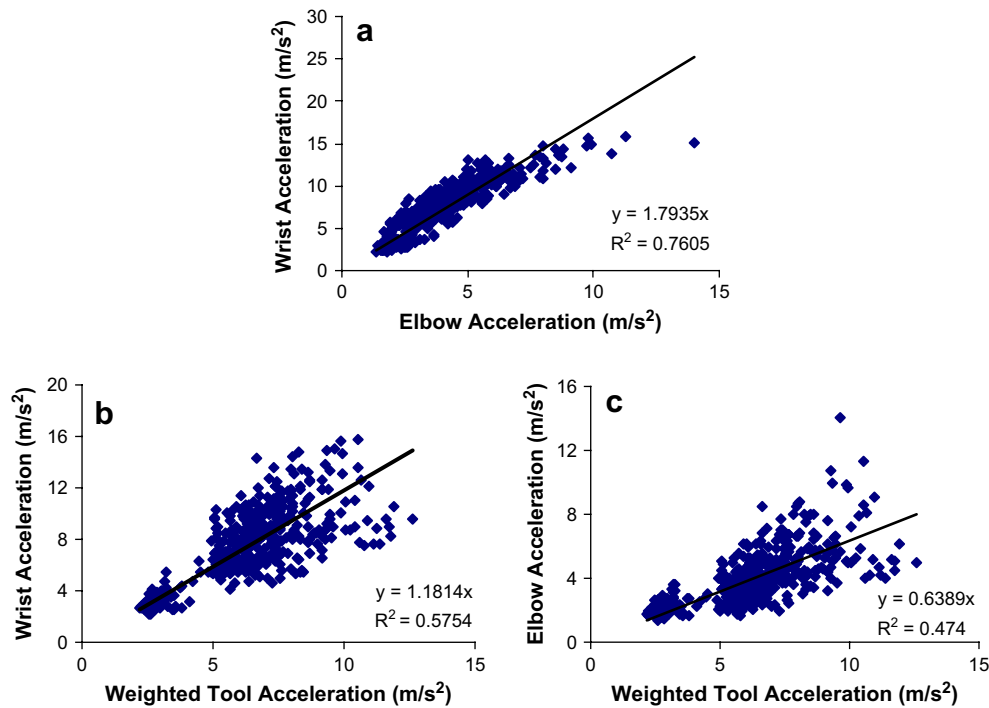 a
Wrist Acceleration (m/s²)
30
25
20
15
10
5
0
0 5 10 15
y = 1.7935x
R² = 0.7605
Elbow Acceleration (m/s²)
b
Wrist Acceleration (m/s²)
20
16
12
8
4
0
0 5 10 15
y = 1.1814x
R² = 0.5754
Weighted Tool Acceleration (m/s²)
c
Elbow Acceleration (m/s²)
16
12
8
4
0
0 5 10 15
y = 0.6389x
R² = 0.474
Weighted Tool Acceleration (m/s²)